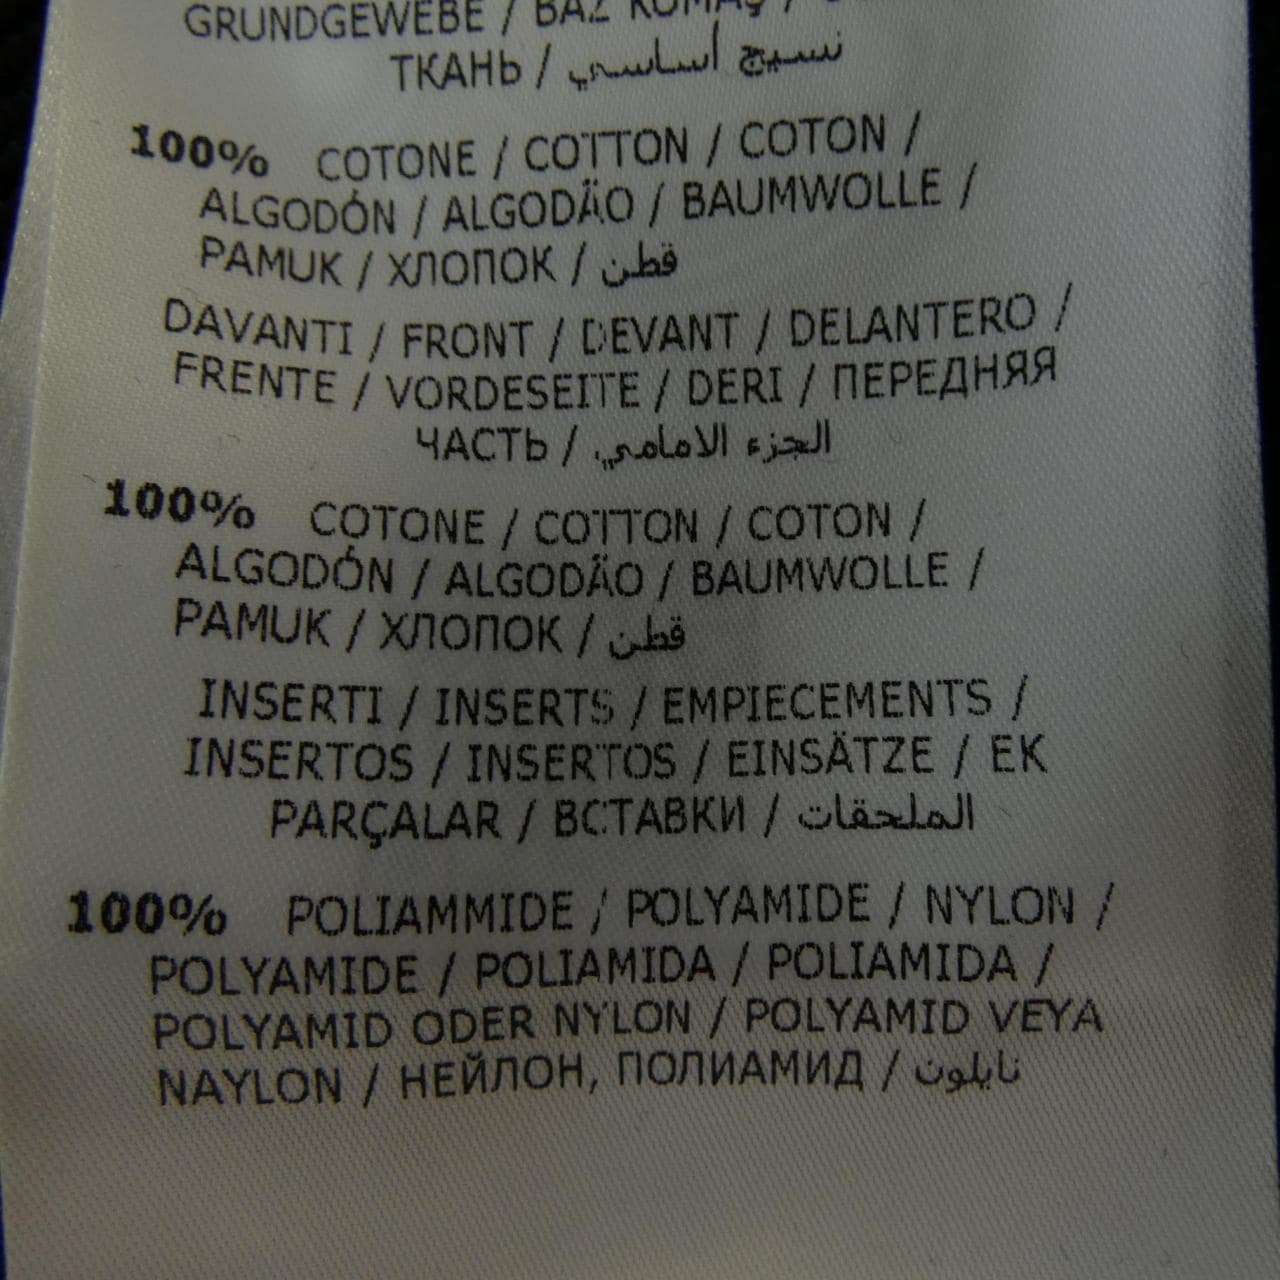 GRUNDGEWEBE / BAZ KUMAŞ /
ТКАНЬ / نسيج أساسي
100% COTONE / COTTON / COTON /
ALGODÓN / ALGODÃO / BAUMWOLLE /
PAMUK / ХЛОПОК / قطن
DAVANTI / FRONT / DEVANT / DELANTERO /
FRENTE / VORDESEITE / DERI / ПЕРЕДНЯЯ
ЧАСТЬ / الجزء الامامي
100% COTONE / COTTON / COTON /
ALGODÓN / ALGODÃO / BAUMWOLLE /
PAMUK / ХЛОПОК / قطن
INSERTI / INSERTS / EMPIECEMENTS /
INSERTOS / INSERTOS / EINSÄTZE / EK
PARÇALAR / ВСТАВКИ / الملحقات
100% POLIAMMIDE / POLYAMIDE / NYLON /
POLYAMIDE / POLIAMIDA / POLIAMIDA /
POLYAMID ODER NYLON / POLYAMID VEYA
NAYLON / НЕЙЛОН, ПОЛИАМИД / نايلون